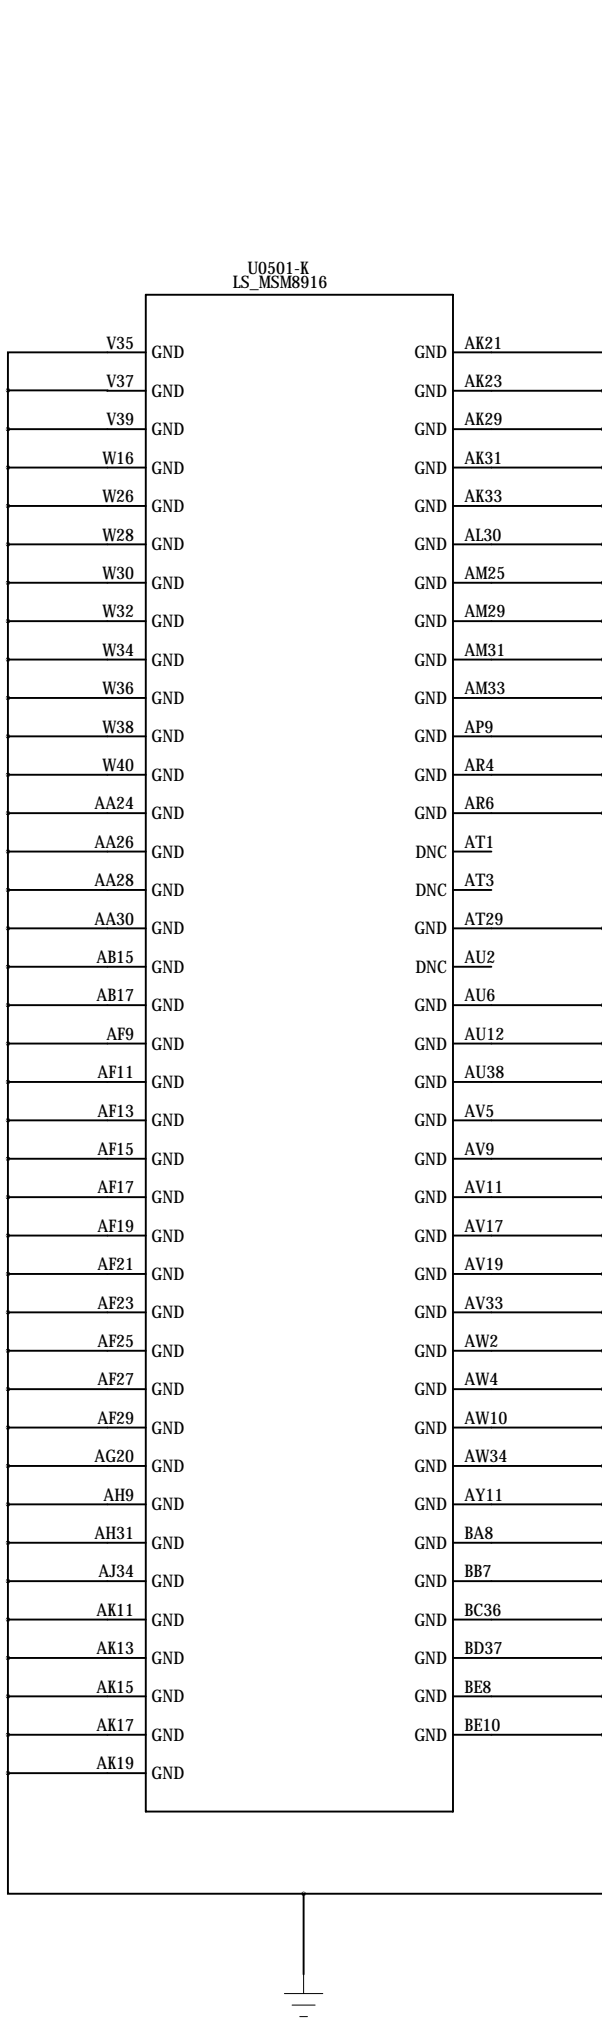 U0501-K
LS_MSM8916
V35 GND GND AK21
V37 GND GND AK23
V39 GND GND AK29
W16 GND GND AK31
W26 GND GND AK33
W28 GND GND AL30
W30 GND GND AM25
W32 GND GND AM29
W34 GND GND AM31
W36 GND GND AM33
W38 GND GND AP9
W40 GND GND AR4
AA24 GND GND AR6
AA26 GND DNC AT1
AA28 GND DNC AT3
AA30 GND GND AT29
AB15 GND DNC AU2
AB17 GND GND AU6
AF9 GND GND AU12
AF11 GND GND AU38
AF13 GND GND AV5
AF15 GND GND AV9
AF17 GND GND AV11
AF19 GND GND AV17
AF21 GND GND AV19
AF23 GND GND AV33
AF25 GND GND AW2
AF27 GND GND AW4
AF29 GND GND AW10
AG20 GND GND AW34
AH9 GND GND AY11
AH31 GND GND BA8
AJ34 GND GND BB7
AK11 GND GND BC36
AK13 GND GND BD37
AK15 GND GND BE8
AK17 GND GND BE10
AK19 GND